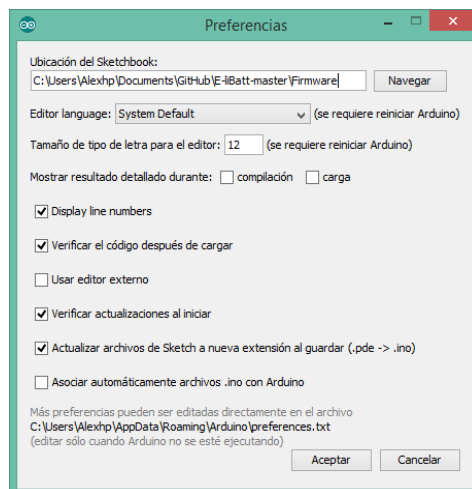 Preferencias
Ubicación del Sketchbook:
C:\Users\Alexhp\Documents\GitHub\E-liBatt-master\Firmware
Navegar
Editor language: System Default (se requiere reiniciar Arduino)
Tamaño de tipo de letra para el editor: 12 (se requiere reiniciar Arduino)
Mostrar resultado detallado durante: compilación carga
Display line numbers
Verificar el código después de cargar
Usar editor externo
Verificar actualizaciones al iniciar
Actualizar archivos de Sketch a nueva extensión al guardar (.pde -> .ino)
Asociar automáticamente archivos .ino con Arduino
Más preferencias pueden ser editadas directamente en el archivo
C:\Users\Alexhp\AppData\Roaming\Arduino\preferences.txt
(editar sólo cuando Arduino no se esté ejecutando)
Aceptar Cancelar